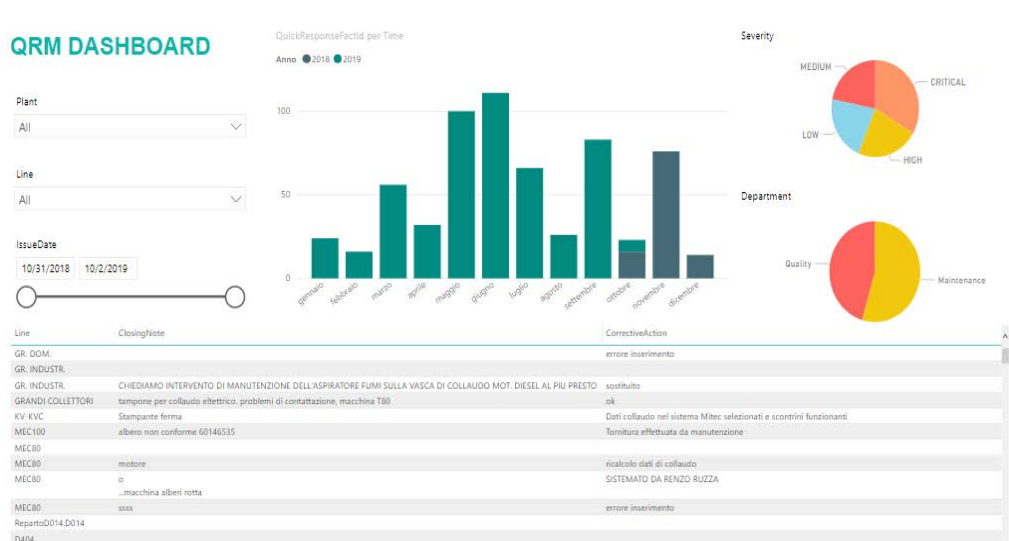 QRM DASHBOARD
Plant
All
Line
All
IssueDate
10/31/2018 10/2/2019
QuickResponseFactId per Time
Anno 2018 2019
100
50
0
gennaio febbraio marzo aprile maggio giugno luglio agosto settembre ottobre novembre dicembre
Severity
MEDIUM
CRITICAL
LOW
HIGH
Department
Quality
Maintenance
Line ClosingNote CorrectiveAction
GR. DOM. errore inserimento
GR. INDUSTR.
GR. INDUSTR. CHIEDIAMO INTERVENTO DI MANUTENZIONE DELL'ASPIRATORE FUMI SULLA VASCA DI COLLAUDO MOT. DIESEL AL PIU PRESTO sostituito
GRANDI COLLETTORI tampone per collaudo eltettrico. problemi di contattazione, macchina T80 ok
KV-KVC Stampante ferma Dati collaudo nel sistema Mitec selezionati e scontrini funzionanti
MEC100 albero non conforme 60146535 Tornitura effettuata da manutenzione
MEC80
MEC80 motore ricalcolo dati di collaudo
MEC80 o SISTEMATO DA RENZO RUZZA
...macchina alberi rotta
MEC80 ssss errore inserimento
RepartoD014.D014
D404